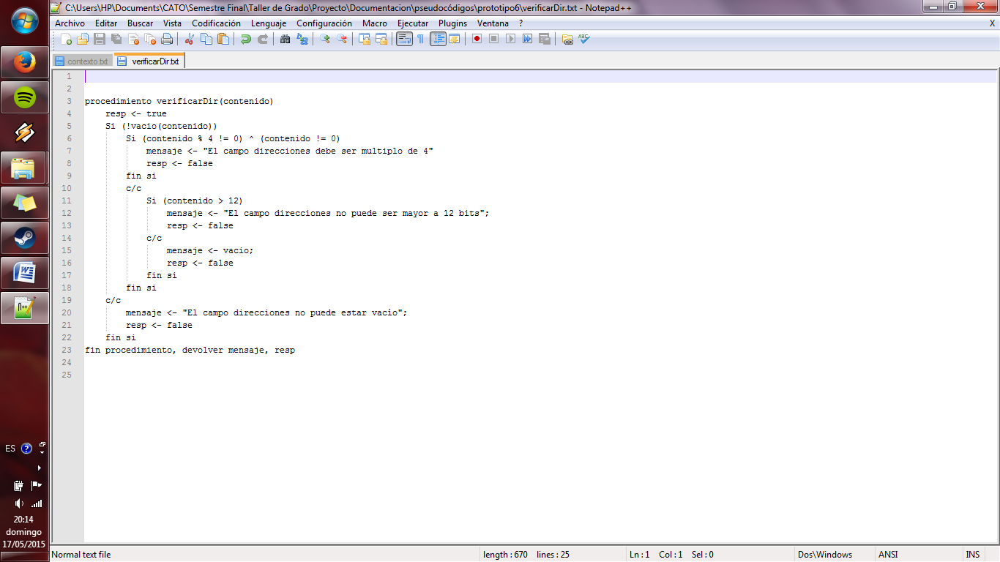 C:\Users\HP\Documents\CATO\Semestre Final\Taller de Grado\Proyecto\Documentacion\pseudocódigos\prototipo6\verificarDir.txt - Notepad++
Archivo Editar Buscar Vista Codificación Lenguaje Configuración Macro Ejecutar Plugins Ventana ? X
contexto.txt verificarDir.txt
1
2
3 procedimiento verificarDir(contenido)
4 resp <- true
5 Si (!vacio(contenido))
6 Si (contenido % 4 != 0) ^ (contenido != 0)
7 mensaje <- "El campo direcciones debe ser multiplo de 4"
8 resp <- false
9 fin si
10 c/c
11 Si (contenido > 12)
12 mensaje <- "El campo direcciones no puede ser mayor a 12 bits";
13 resp <- false
14 c/c
15 mensaje <- vacio;
16 resp <- false
17 fin si
18 fin si
19 c/c
20 mensaje <- "El campo direcciones no puede estar vacío";
21 resp <- false
22 fin si
23 fin procedimiento, devolver mensaje, resp
24
25
ES
20:14
domingo
17/05/2015
Normal text file length : 670 lines : 25 Ln : 1 Col : 1 Sel : 0 Dos\Windows ANSI INS